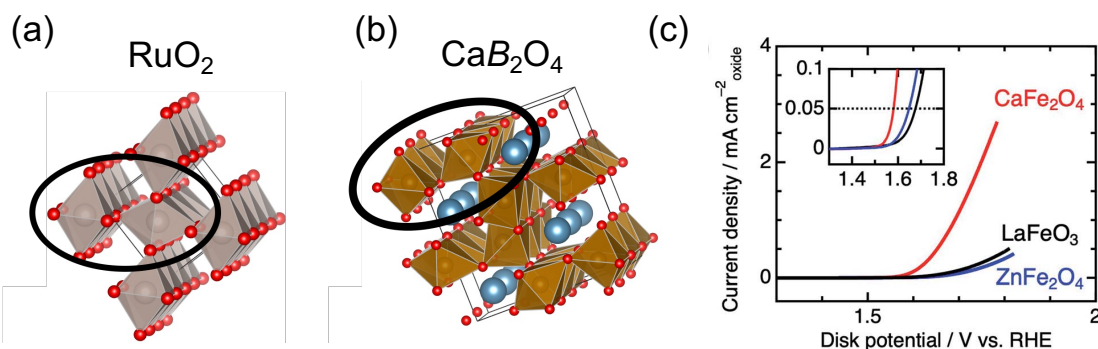 (a)
RuO₂
(b)
CaB₂O₄
(c)
Current density / mA cm⁻²oxide
4
2
0
0.1
0.05
0
1.4
1.6
1.8
CaFe₂O₄
LaFeO₃
ZnFe₂O₄
1.5
2
Disk potential / V vs. RHE